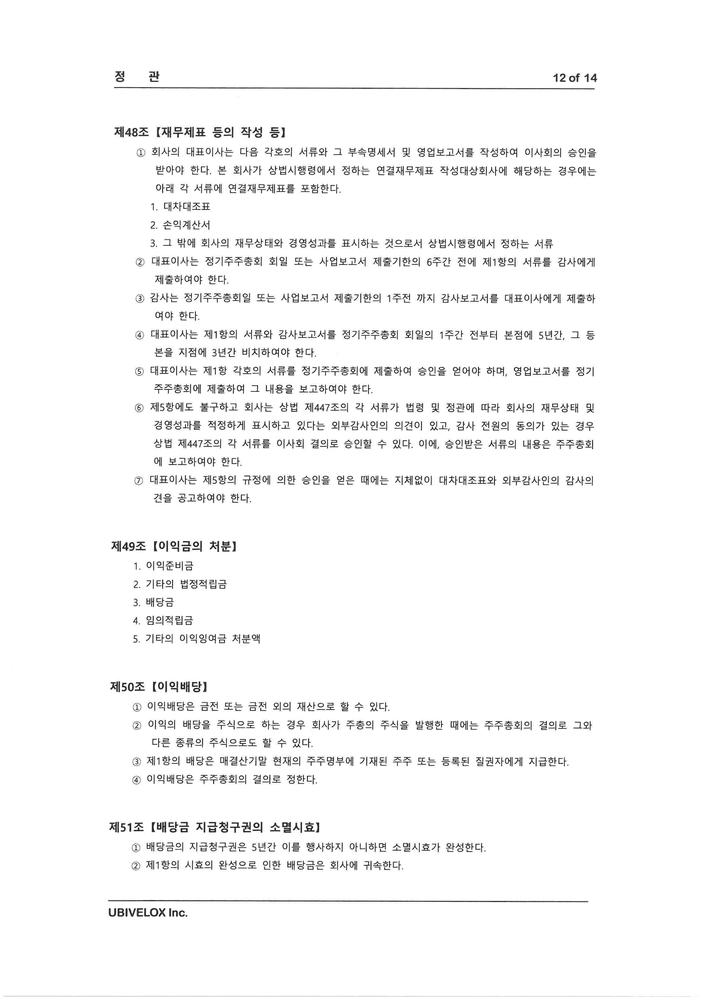 정 관
12 of 14
제48조 【재무제표 등의 작성 등】
① 회사의 대표이사는 다음 각호의 서류와 그 부속명세서 및 영업보고서를 작성하여 이사회의 승인을
받아야 한다. 본 회사가 상법시행령에서 정하는 연결재무제표 작성대상회사에 해당하는 경우에는
아래 각 서류에 연결재무제표를 포함한다.
1. 대차대조표
2. 손익계산서
3. 그 밖에 회사의 재무상태와 경영성과를 표시하는 것으로서 상법시행령에서 정하는 서류
② 대표이사는 정기주주총회 회일 또는 사업보고서 제출기한의 6주간 전에 제1항의 서류를 감사에게
제출하여야 한다.
③ 감사는 정기주주총회일 또는 사업보고서 제출기한의 1주전 까지 감사보고서를 대표이사에게 제출하
여야 한다.
④ 대표이사는 제1항의 서류와 감사보고서를 정기주주총회 회일의 1주간 전부터 본점에 5년간, 그 등
본을 지점에 3년간 비치하여야 한다.
⑤ 대표이사는 제1항 각호의 서류를 정기주주총회에 제출하여 승인을 얻어야 하며, 영업보고서를 정기
주주총회에 제출하여 그 내용을 보고하여야 한다.
⑥ 제5항에도 불구하고 회사는 상법 제447조의 각 서류가 법령 및 정관에 따라 회사의 재무상태 및
경영성과를 적정하게 표시하고 있다는 외부감사인의 의견이 있고, 감사 전원의 동의가 있는 경우
상법 제447조의 각 서류를 이사회 결의로 승인할 수 있다. 이에, 승인받은 서류의 내용은 주주총회
에 보고하여야 한다.
⑦ 대표이사는 제5항의 규정에 의한 승인을 얻은 때에는 지체없이 대차대조표와 외부감사인의 감사의
견을 공고하여야 한다.
제49조 【이익금의 처분】
1. 이익준비금
2. 기타의 법정적립금
3. 배당금
4. 임의적립금
5. 기타의 이익잉여금 처분액
제50조 【이익배당】
① 이익배당은 금전 또는 금전 외의 재산으로 할 수 있다.
② 이익의 배당을 주식으로 하는 경우 회사가 주종의 주식을 발행한 때에는 주주총회의 결의로 그와
다른 종류의 주식으로도 할 수 있다.
③ 제1항의 배당은 매결산기말 현재의 주주명부에 기재된 주주 또는 등록된 질권자에게 지급한다.
④ 이익배당은 주주총회의 결의로 정한다.
제51조 【배당금 지급청구권의 소멸시효】
① 배당금의 지급청구권은 5년간 이를 행사하지 아니하면 소멸시효가 완성한다.
② 제1항의 시효의 완성으로 인한 배당금은 회사에 귀속한다.
UBIVELOX Inc.